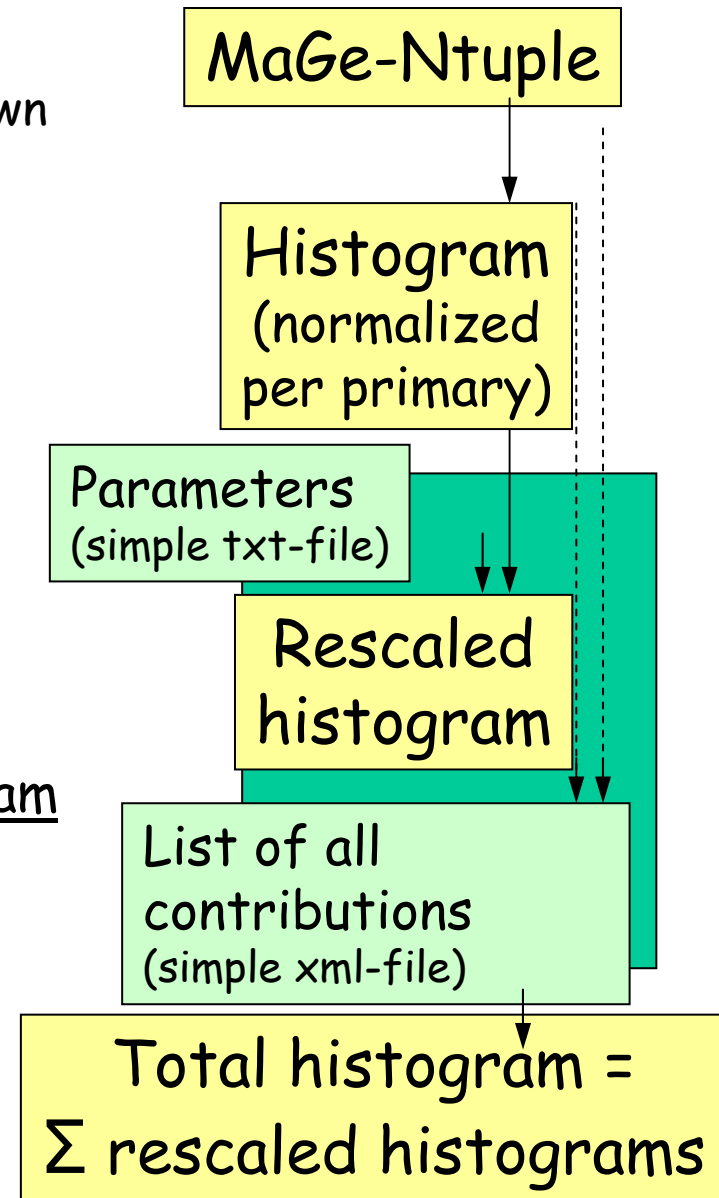 MaGe-Ntuple
wn
Histogram
(normalized
per primary)
Parameters
(simple txt-file)
Rescaled
histogram
am
List of all
contributions
(simple xml-file)
Total histogram =
Σ rescaled histograms